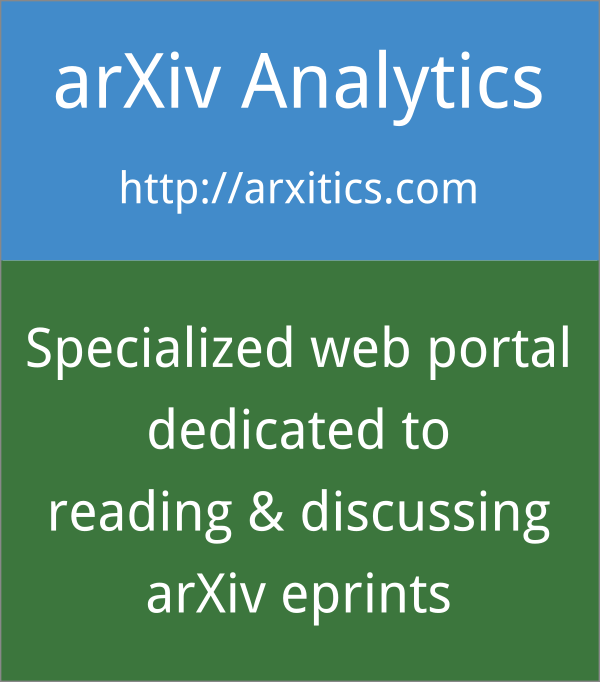 arXiv Analytics
http://arxitics.com
Specialized web portal
dedicated to
reading & discussing
arXiv eprints